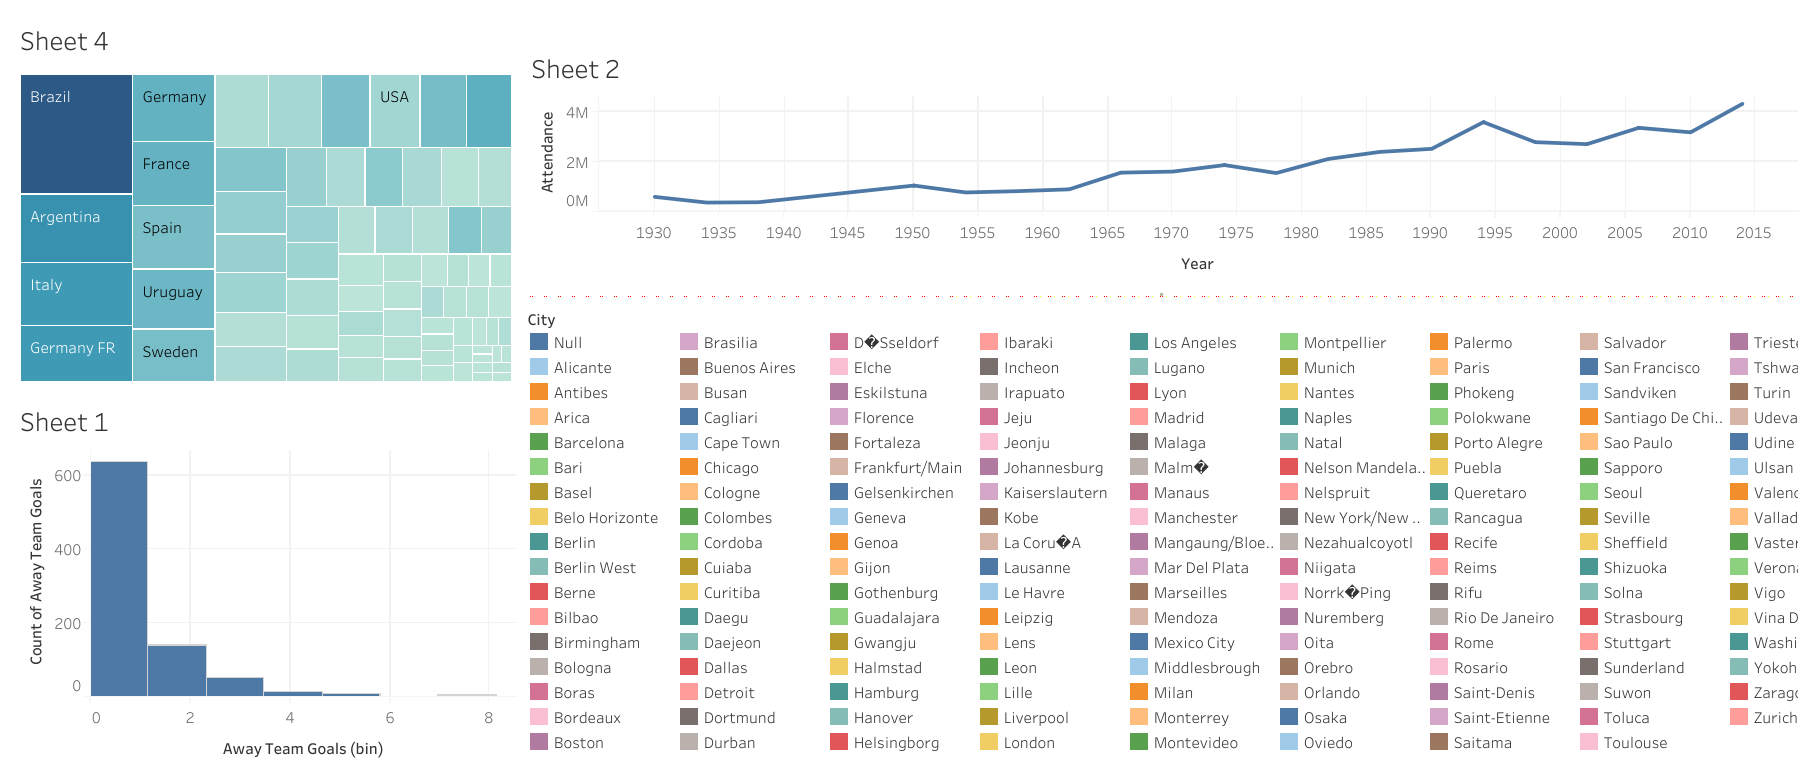 Sheet 4
Brazil
Germany
USA
France
Argentina
Spain
Italy
Uruguay
Germany FR
Sweden
Sheet 2
Attendance
4M
2M
0M
1930 1935 1940 1945 1950 1955 1960 1965 1970 1975 1980 1985 1990 1995 2000 2005 2010 2015
Year
Sheet 1
Count of Away Team Goals
600
400
200
0
0 2 4 6 8
Away Team Goals (bin)
City
Null Brasilia D�Sseldorf Ibaraki Los Angeles Montpellier Palermo Salvador Trieste
Alicante Buenos Aires Elche Incheon Lugano Munich Paris San Francisco Tshwa
Antibes Busan Eskilstuna Irapuato Lyon Nantes Phokeng Sandviken Turin
Arica Cagliari Florence Jeju Madrid Naples Polokwane Santiago De Chi.. Udeva
Barcelona Cape Town Fortaleza Jeonju Malaga Natal Porto Alegre Sao Paulo Udine
Bari Chicago Frankfurt/Main Johannesburg Malm� Nelson Mandela.. Puebla Sapporo Ulsan
Basel Cologne Gelsenkirchen Kaiserslautern Manaus Nelspruit Queretaro Seoul Valenc
Belo Horizonte Colombes Geneva Kobe Manchester New York/New .. Rancagua Seville Vallad
Berlin Cordoba Genoa La Coru�A Mangaung/Bloe.. Nezahualcoyotl Recife Sheffield Vaster
Berlin West Cuiaba Gijon Lausanne Mar Del Plata Niigata Reims Shizuoka Verona
Berne Curitiba Gothenburg Le Havre Marseilles Norrk�Ping Rifu Solna Vigo
Bilbao Daegu Guadalajara Leipzig Mendoza Nuremberg Rio De Janeiro Strasbourg Vina D
Birmingham Daejeon Gwangju Lens Mexico City Oita Rome Stuttgart Washi
Bologna Dallas Halmstad Leon Middlesbrough Orebro Rosario Sunderland Yokoh
Boras Detroit Hamburg Lille Milan Orlando Saint-Denis Suwon Zarago
Bordeaux Dortmund Hanover Liverpool Monterrey Osaka Saint-Etienne Toluca Zurich
Boston Durban Helsingborg London Montevideo Oviedo Saitama Toulouse